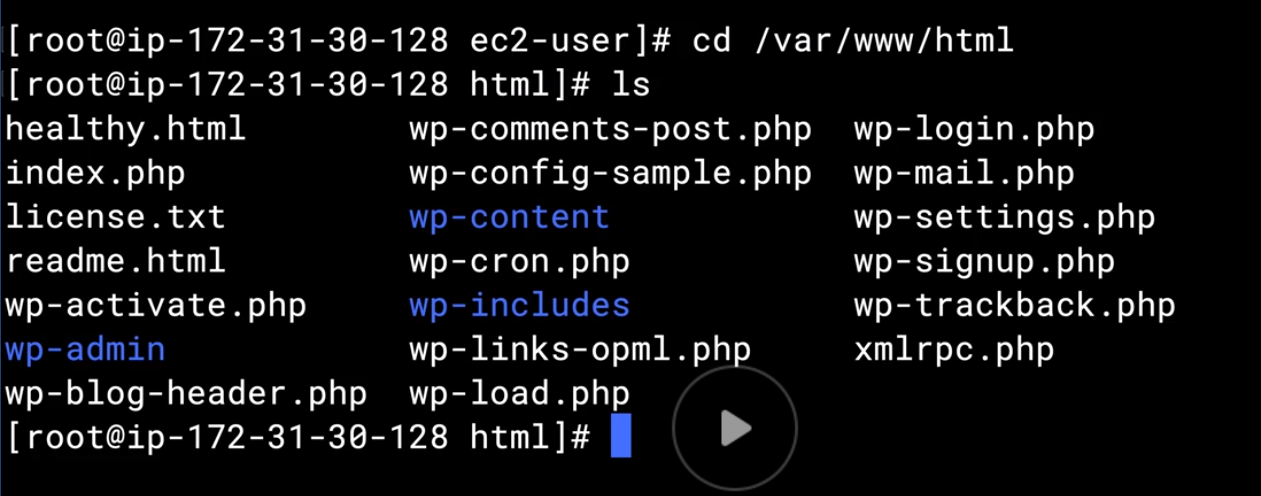 [root@ip-172-31-30-128 ec2-user]# cd /var/www/html
[root@ip-172-31-30-128 html]# ls
healthy.html wp-comments-post.php wp-login.php
index.php wp-config-sample.php wp-mail.php
license.txt wp-content wp-settings.php
readme.html wp-cron.php wp-signup.php
wp-activate.php wp-includes wp-trackback.php
wp-admin wp-links-opml.php xmlrpc.php
wp-blog-header.php wp-load.php
[root@ip-172-31-30-128 html]#